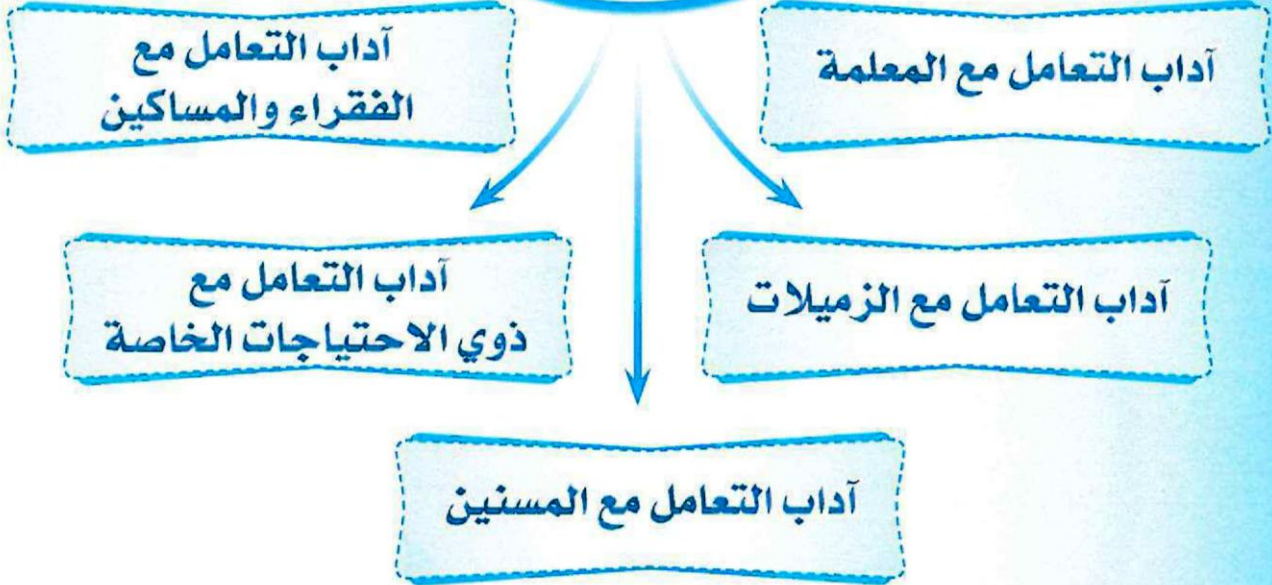 آداب التعامل مع المعلمة
آداب التعامل مع
الفقراء والمساكين
آداب التعامل مع الزميلات
آداب التعامل مع
ذوي الاحتياجات الخاصة
آداب التعامل مع المسنين